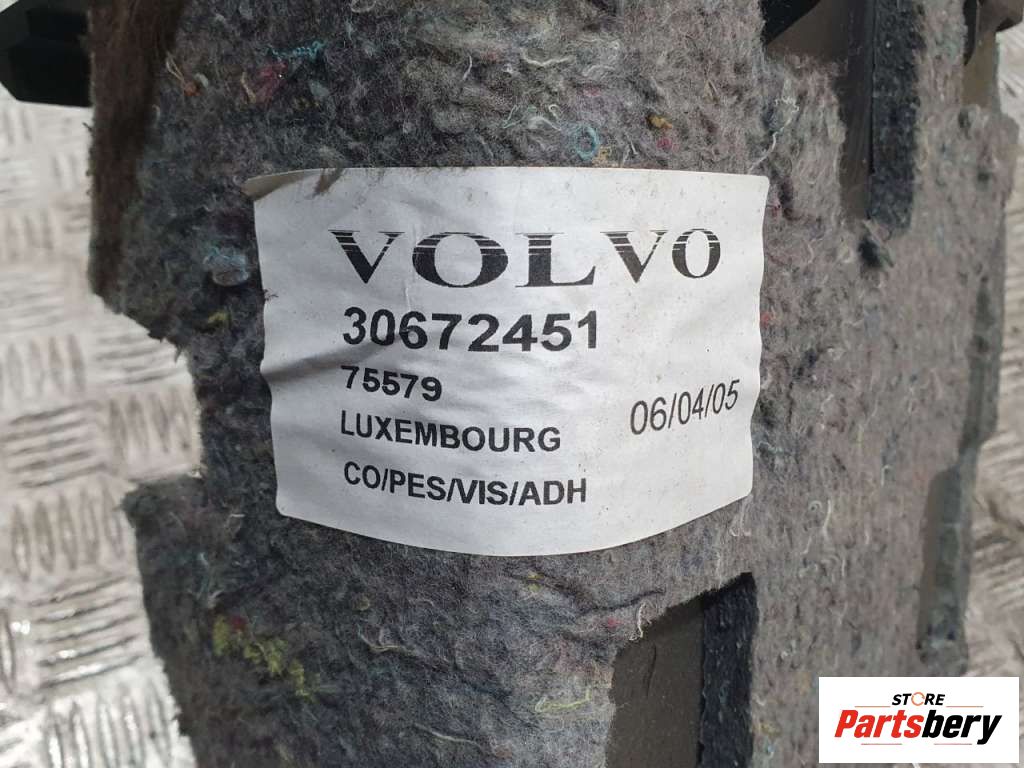 VOLVO
30672451
75579
LUXEMBOURG
06/04/05
CO/PES/VIS/ADH
STORE
Partsbery